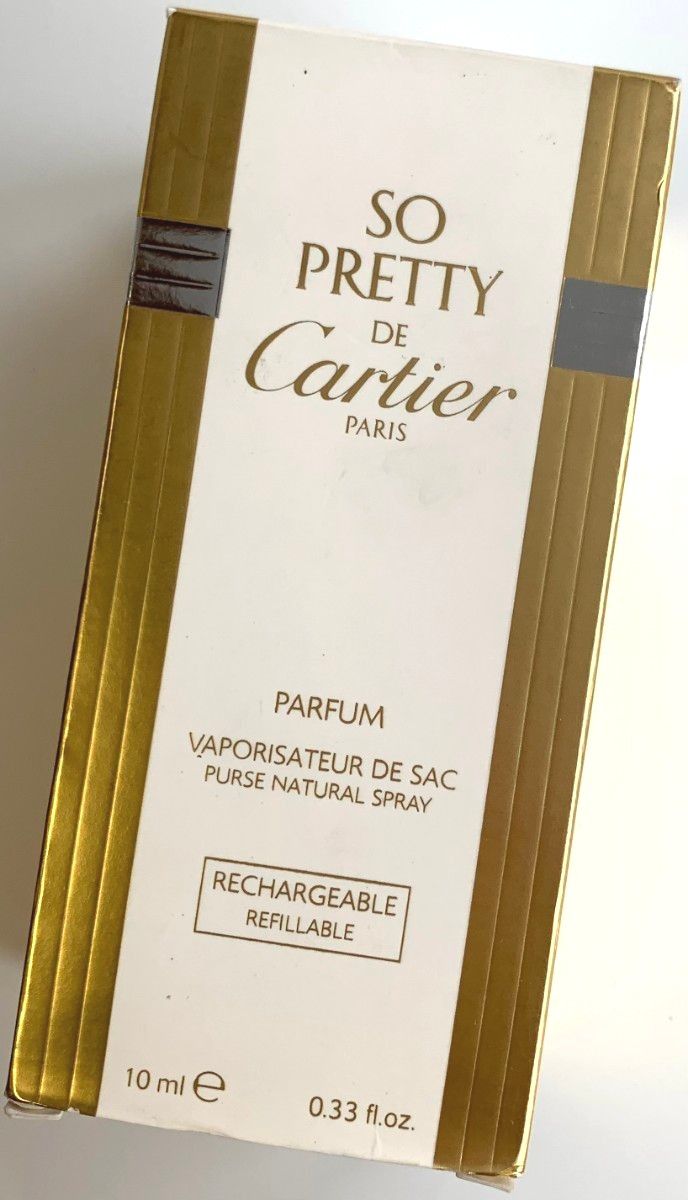 SO
PRETTY
DE
Cartier
PARIS
PARFUM
VAPORISATEUR DE SAC
PURSE NATURAL SPRAY
RECHARGEABLE
REFILLABLE
10 ml ℮
0.33 fl.oz.